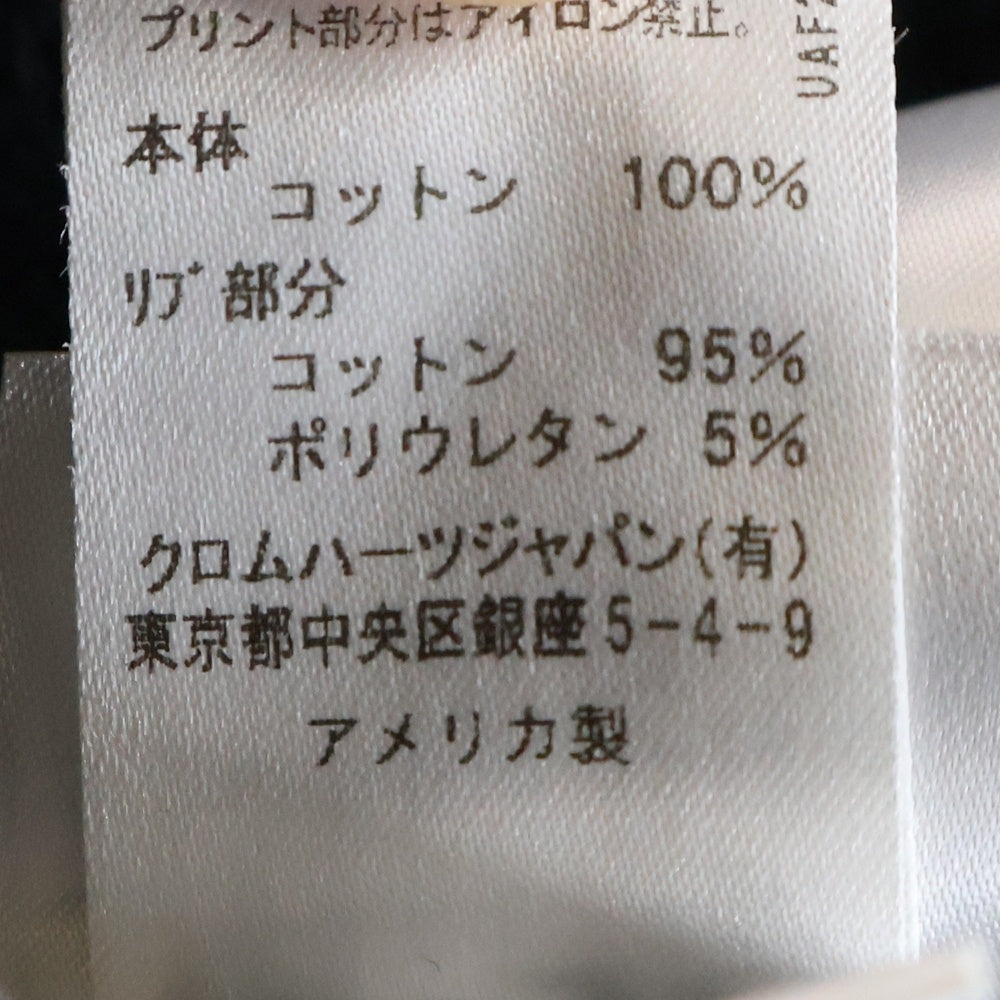 プリント部分はアイロン禁止。
本体
コットン 100%
ﾘﾌﾞ部分
コットン 95%
ポリウレタン 5%
クロムハーツジャパン(有)
東京都中央区銀座5-4-9
アメリカ製